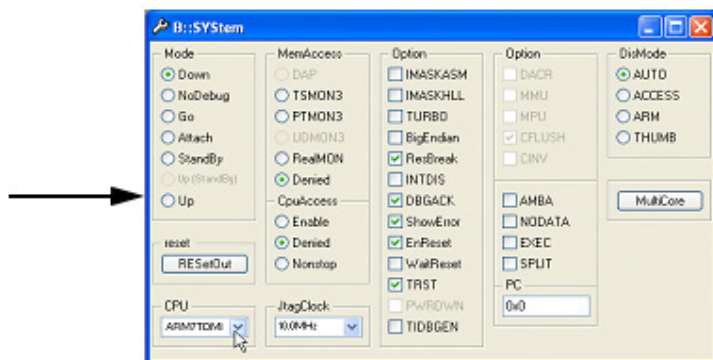 B::SYStem
Mode
Down
NoDebug
Go
Attach
StandBy
Up (StandBy)
Up
reset
RESetOut
CPU
ARM7TDMI
MemAccess
DAP
TSMON3
PTMON3
UDMON3
RealMON
Denied
CpuAccess
Enable
Denied
Nonstop
JtagClock
10.0MHz
Option
IMASKASM
IMASKHLL
TURBO
BigEndian
ResBreak
INTDIS
DBGACK
ShowError
EnReset
WaitReset
TRST
PWRDWN
TIDBGEN
Option
DACR
MMU
MPU
CFLUSH
CINV
AMBA
NODATA
EXEC
SPLIT
PC
0x0
DisMode
AUTO
ACCESS
ARM
THUMB
MultiCore